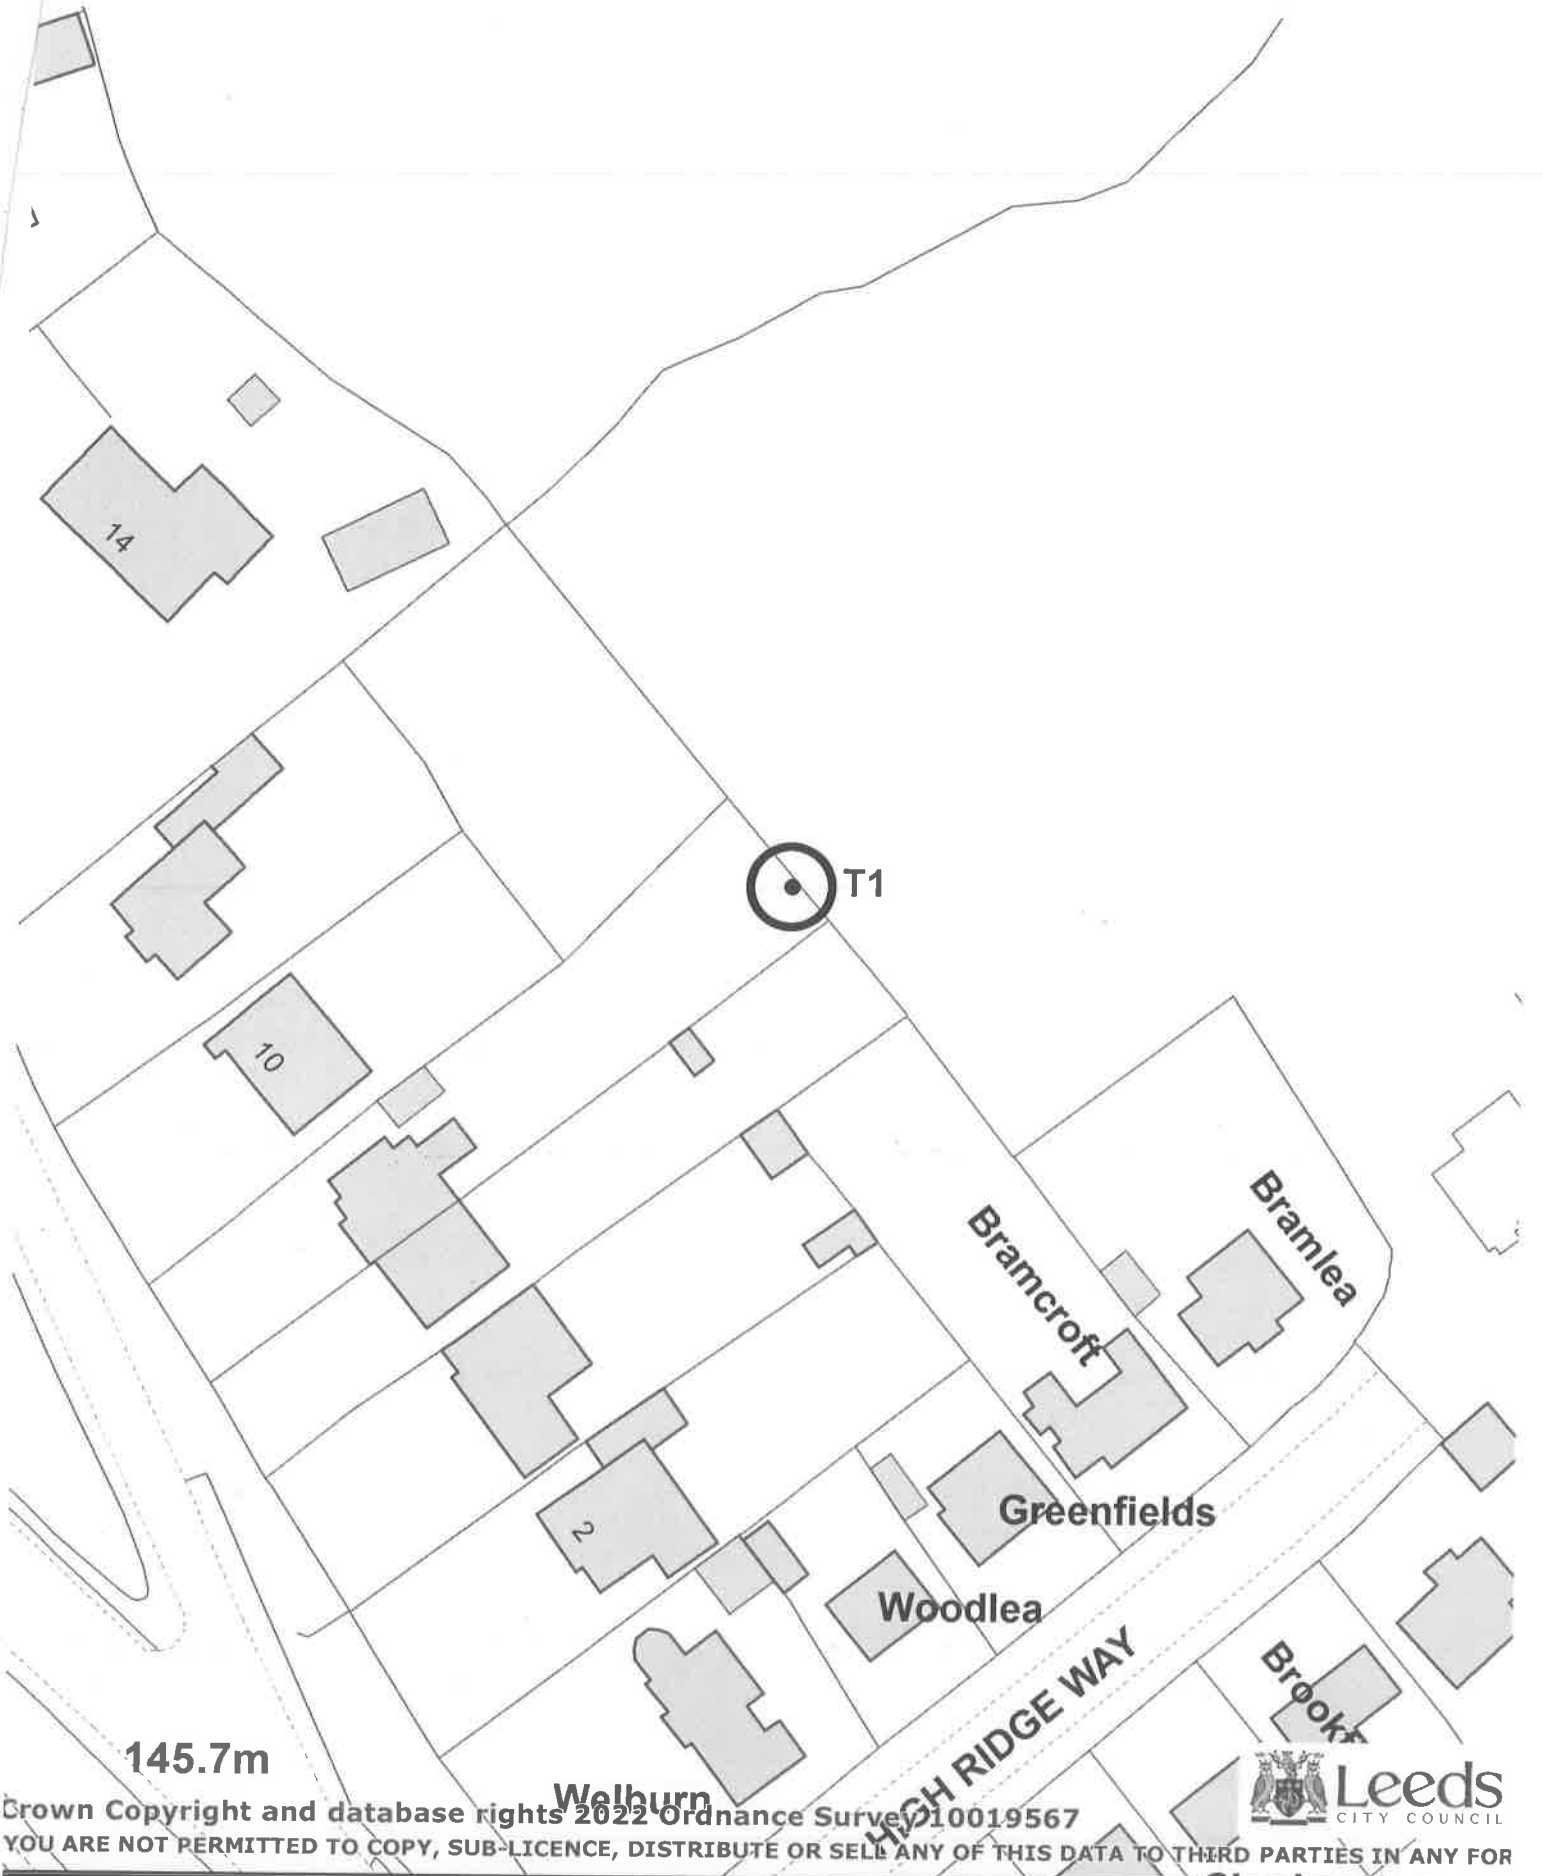 14
T1
10
Bramlea
Bramcroft
Greenfields
2
Woodlea
HIGH RIDGE WAY
145.7m
Welburn
Leeds
CITY COUNCIL
Crown Copyright and database rights 2022 Ordnance Survey 10019567
YOU ARE NOT PERMITTED TO COPY, SUB-LICENCE, DISTRIBUTE OR SELL ANY OF THIS DATA TO THIRD PARTIES IN ANY FOR